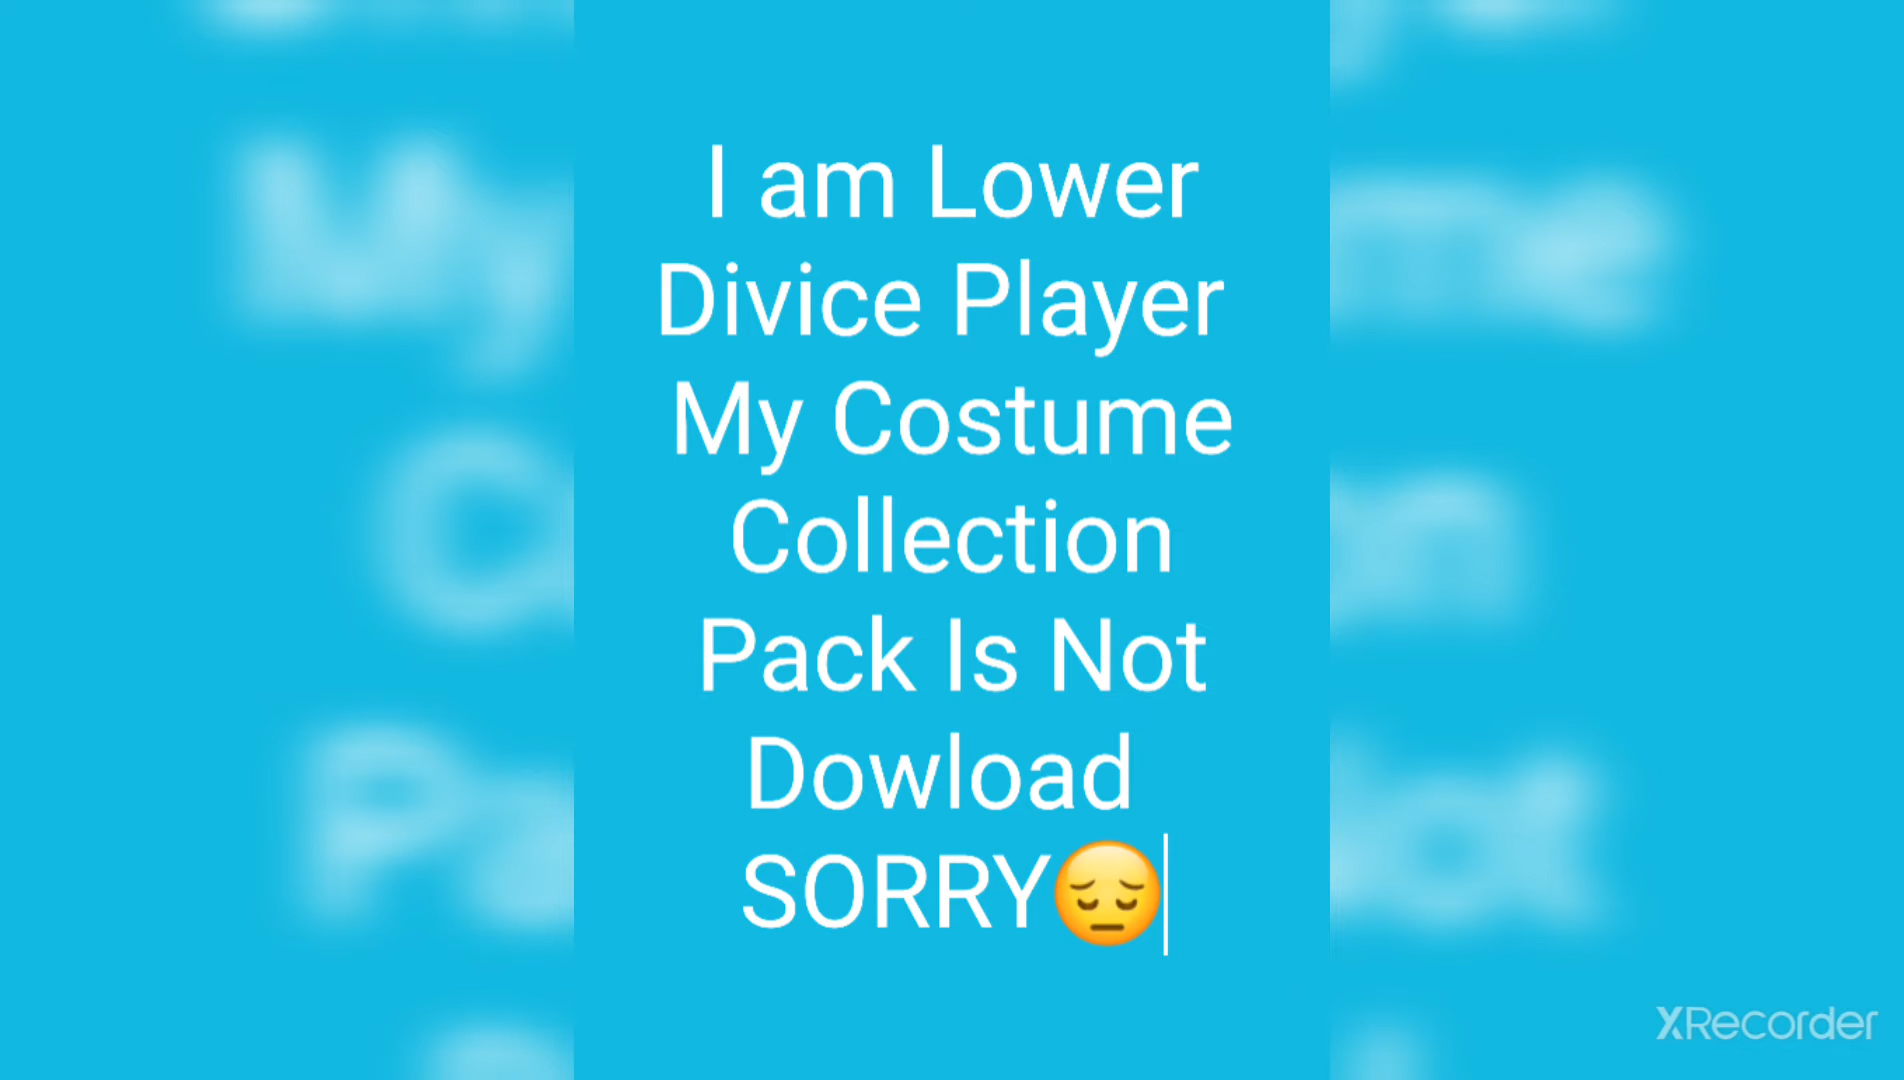 I am Lower
Divice Player
My Costume
Collection
Pack Is Not
Dowload
SORRY😔
XRecorder